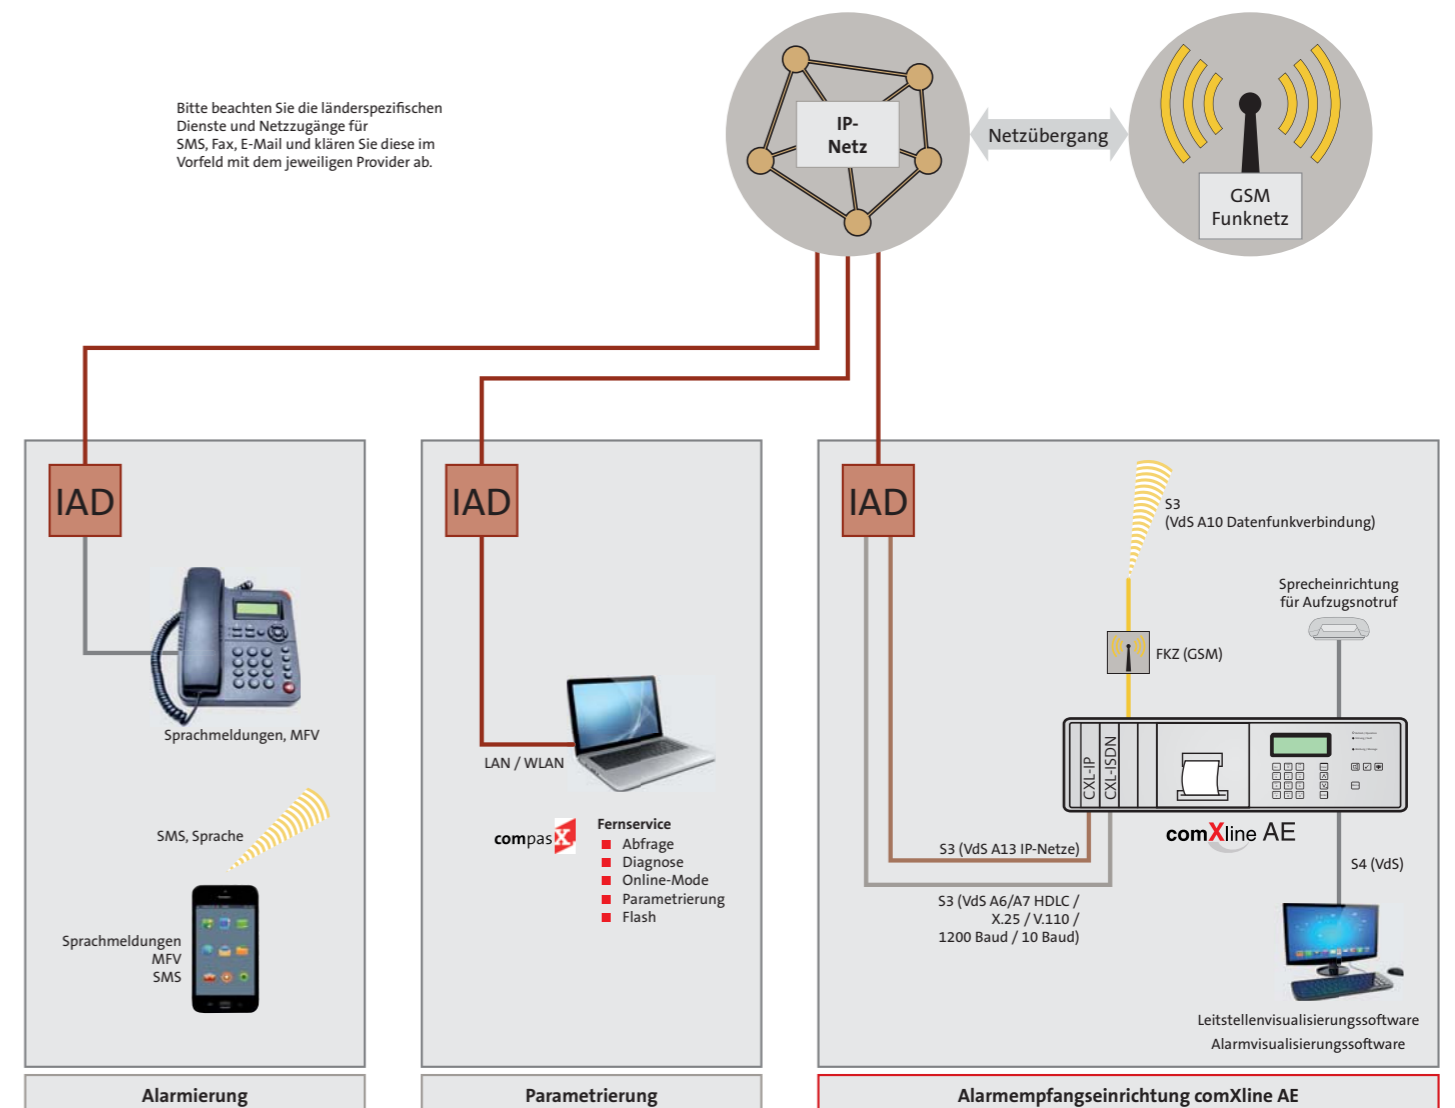 Bitte beachten Sie die länderspezifischen
Dienste und Netzzugänge für
SMS, Fax, E-Mail und klären Sie diese im
Vorfeld mit dem jeweiligen Provider ab.
IP-
Netz
Netzübergang
GSM
Funknetz
IAD
Sprachmeldungen, MFV
SMS, Sprache
Sprachmeldungen
MFV
SMS
Alarmierung
IAD
LAN / WLAN
compasX
Fernservice
Abfrage
Diagnose
Online-Mode
Parametrierung
Flash
Parametrierung
IAD
S3
(VdS A10 Datenfunkverbindung)
Sprecheinrichtung
für Aufzugsnotruf
FKZ (GSM)
CXL-IP
CXL-ISDN
comXline AE
S3 (VdS A13 IP-Netze)
S4 (VdS)
S3 (VdS A6/A7 HDLC /
X.25 / V.110 /
1200 Baud / 10 Baud)
Leitstellenvisualisierungssoftware
Alarmvisualisierungssoftware
Alarmempfangseinrichtung comXline AE